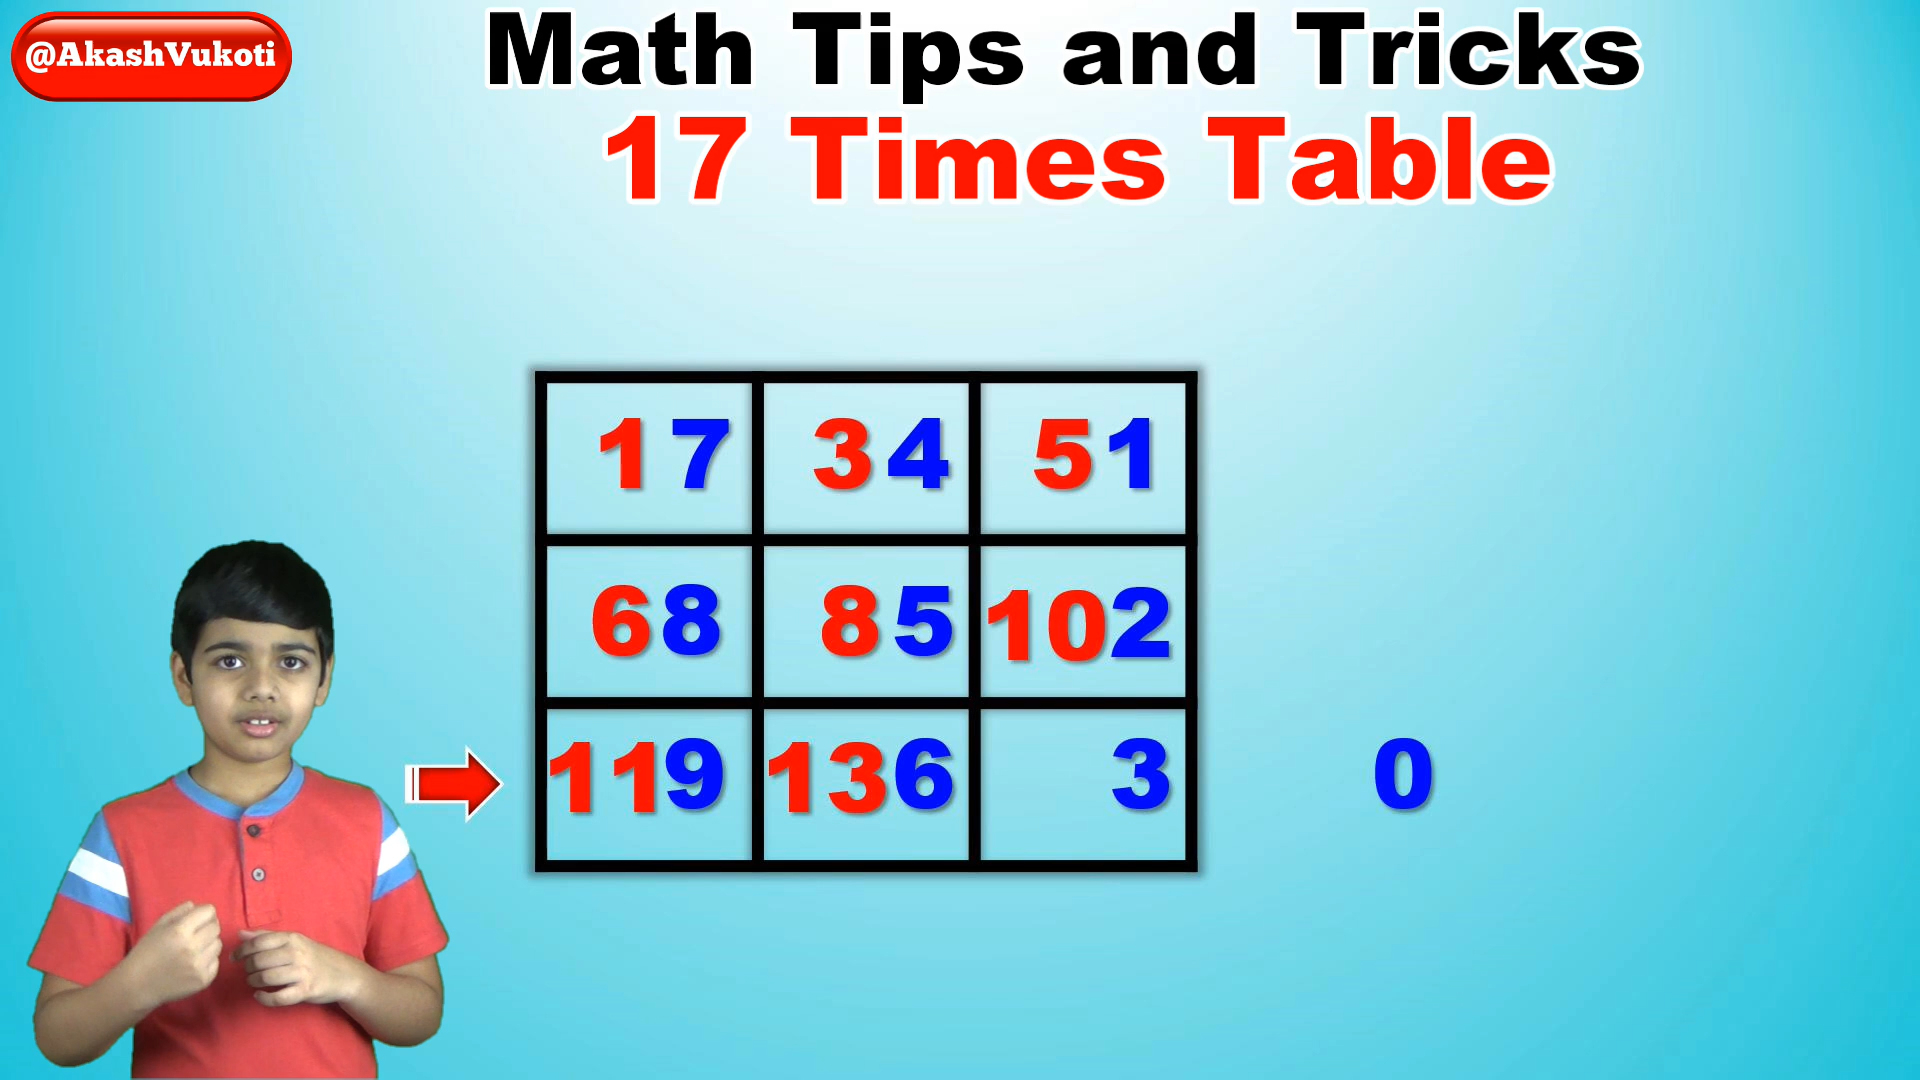 @AkashVukoti
Math Tips and Tricks
17 Times Table
17 34 51
68 85 102
119 136 3 0